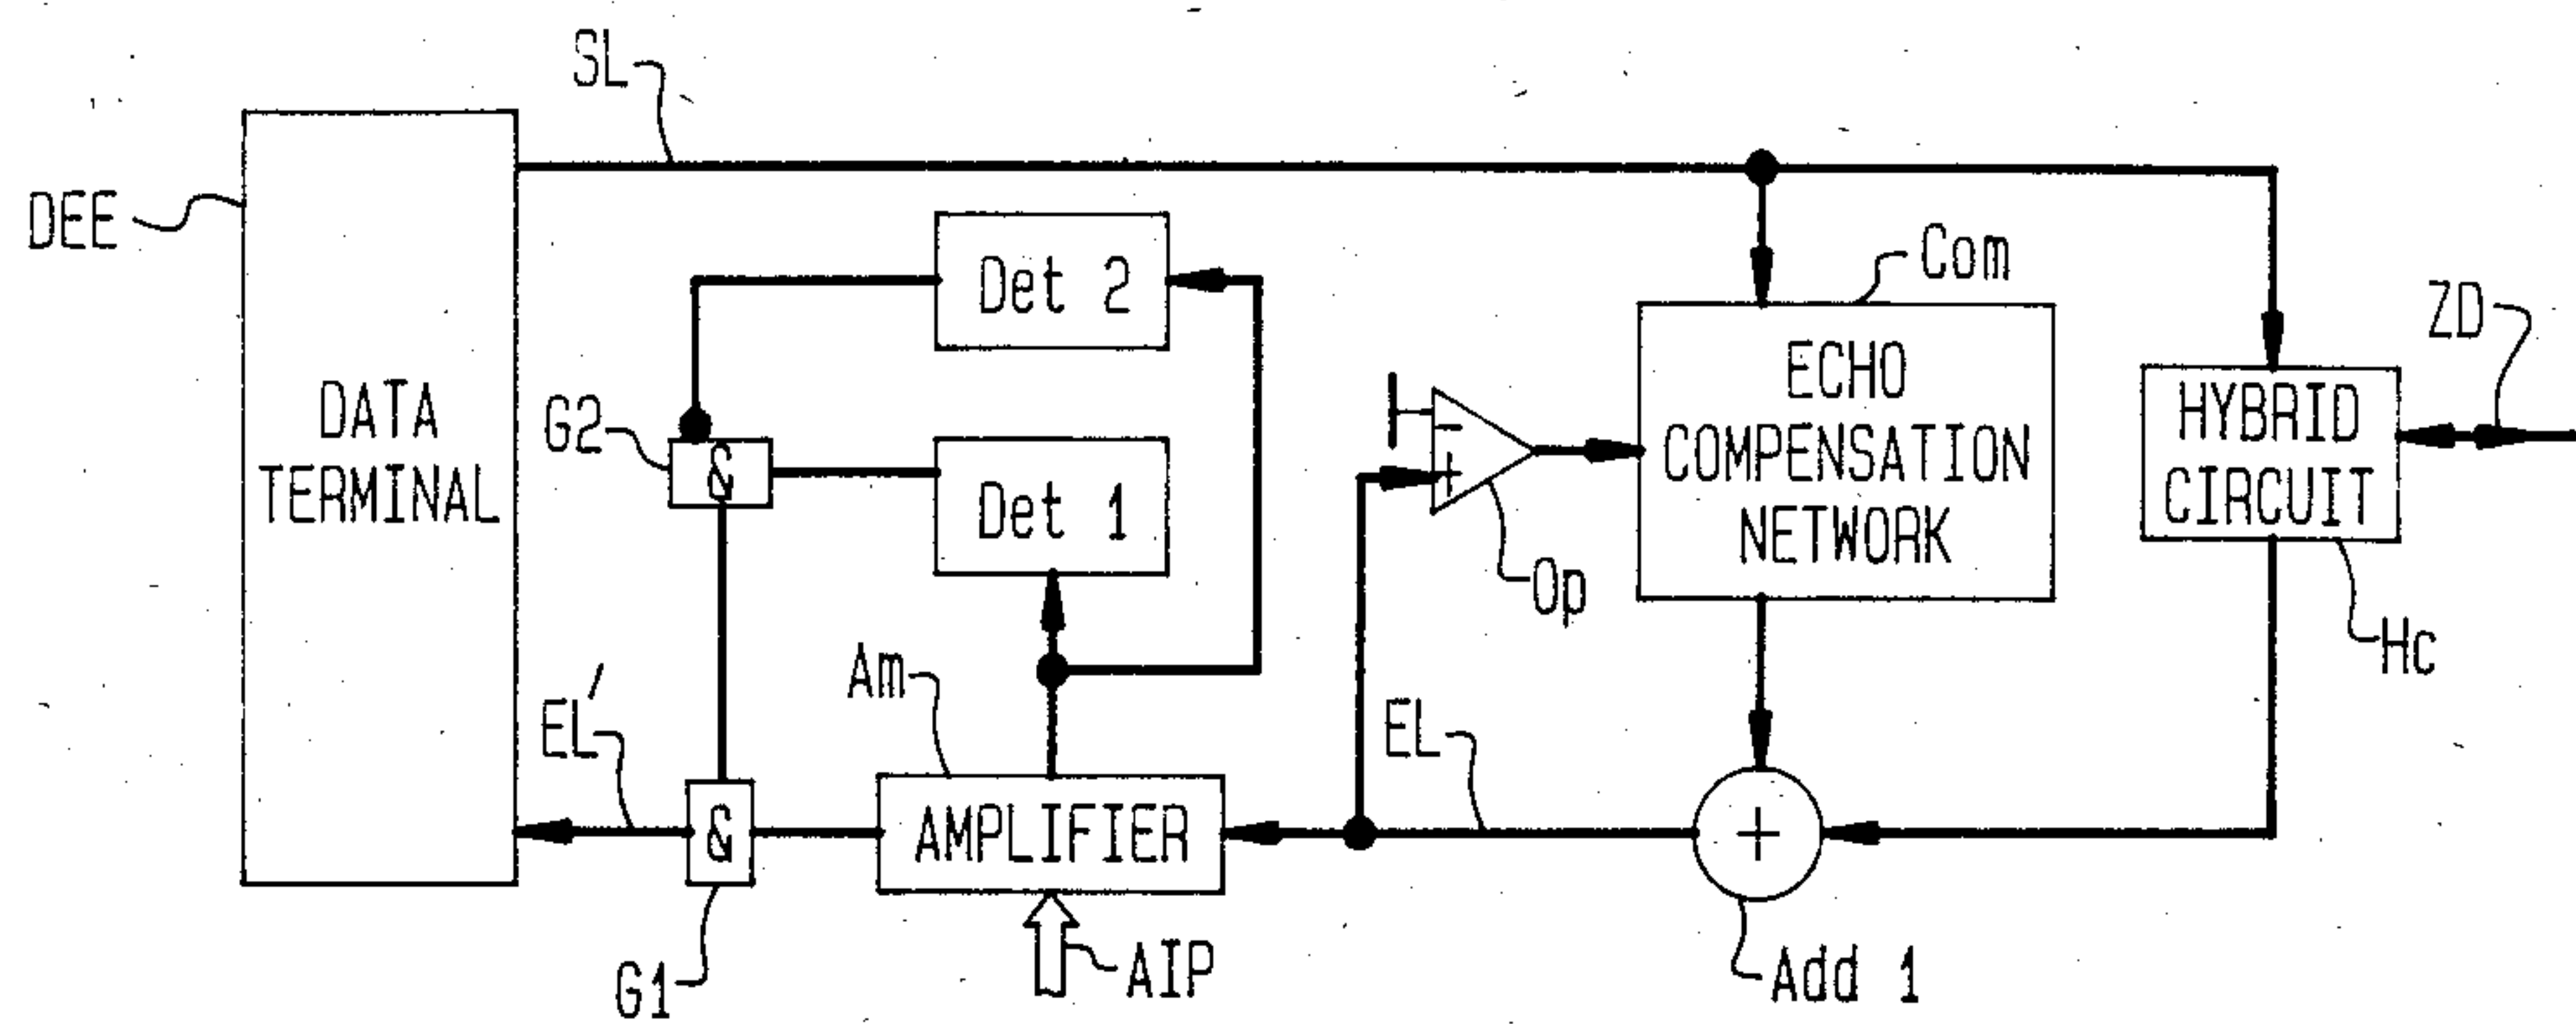 SL
DEE
DATA
TERMINAL
Det 2
G2
&
Det 1
Com
ECHO
COMPENSATION
NETWORK
ZD
HYBRID
CIRCUIT
-
+
Op
Hc
Am
EL'
EL
&
AMPLIFIER
+
G1
AIP
Add 1